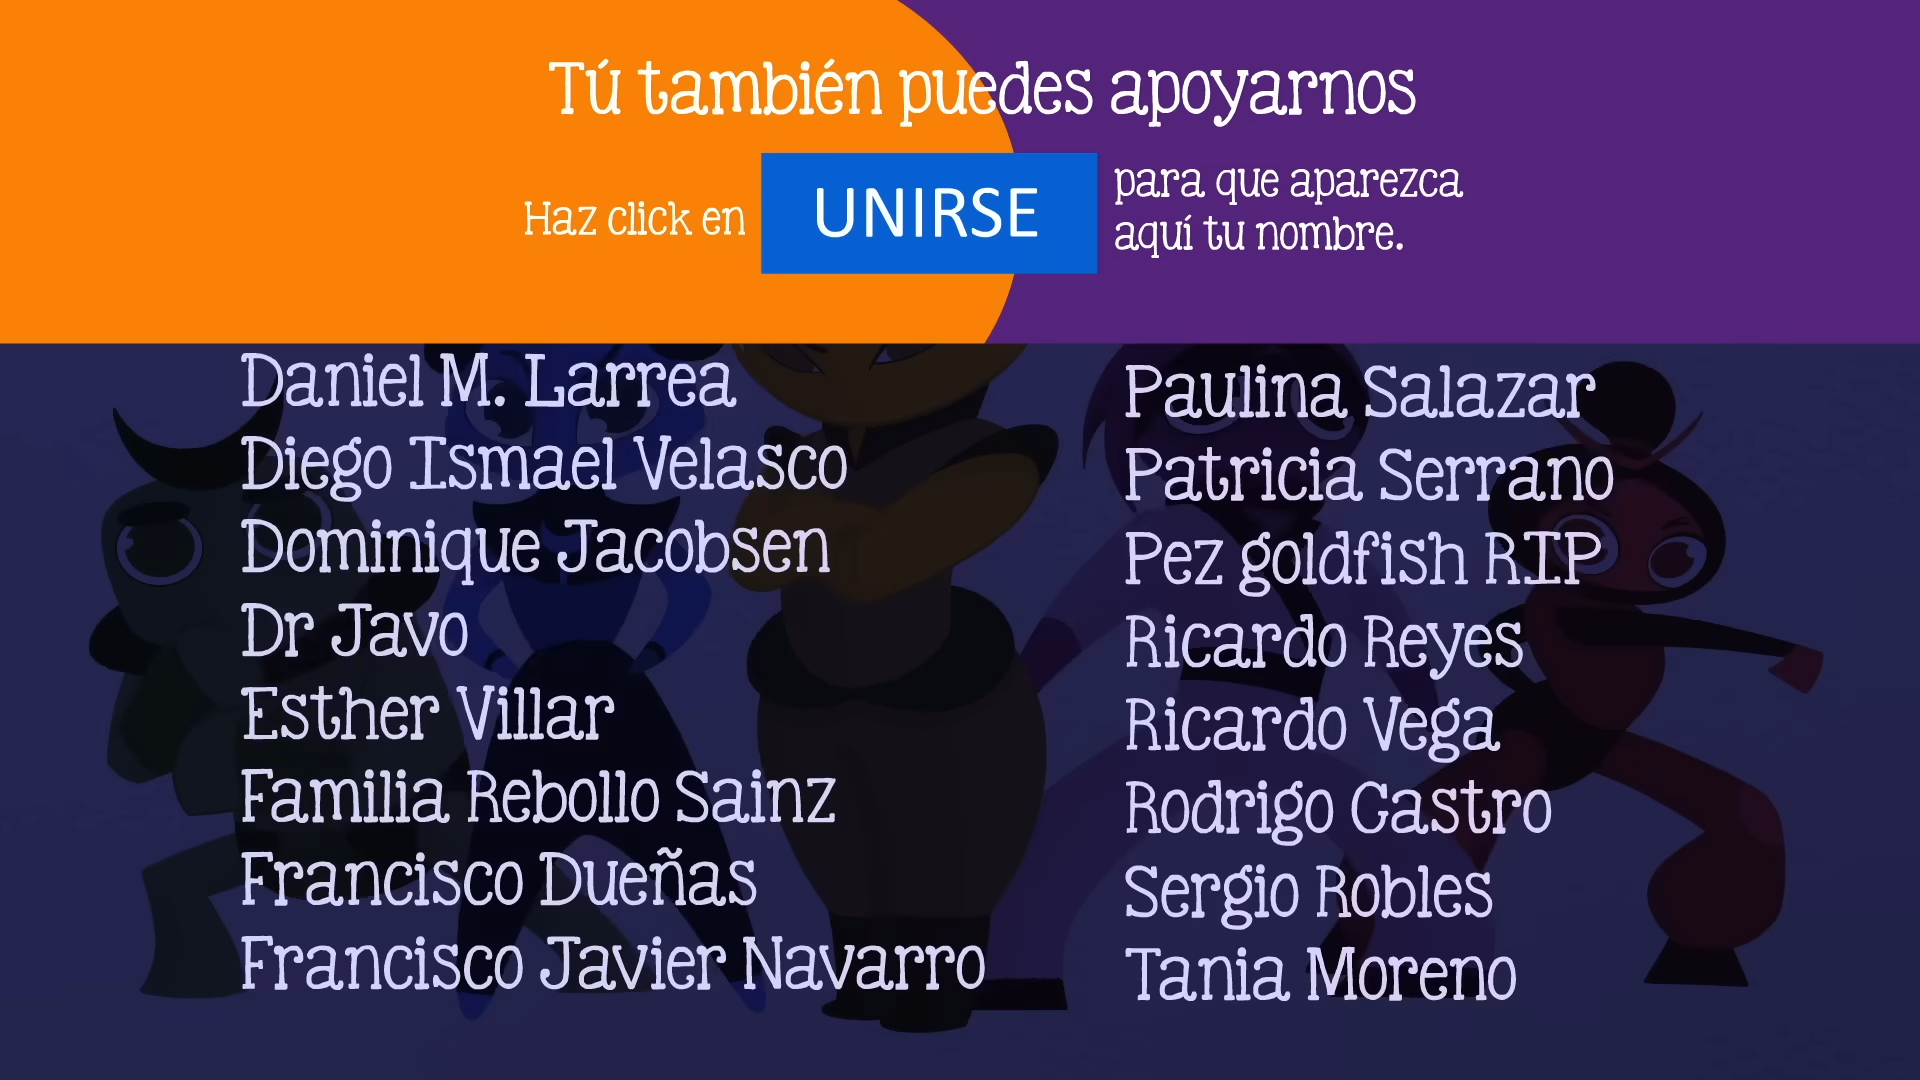 Tú también puedes apoyarnos
Haz click en UNIRSE para que aparezca
aquí tu nombre.
Daniel M. Larrea
Diego Ismael Velasco
Dominique Jacobsen
Dr Javo
Esther Villar
Familia Rebollo Sainz
Francisco Dueñas
Francisco Javier Navarro
Paulina Salazar
Patricia Serrano
Pez goldfish RIP
Ricardo Reyes
Ricardo Vega
Rodrigo Castro
Sergio Robles
Tania Moreno